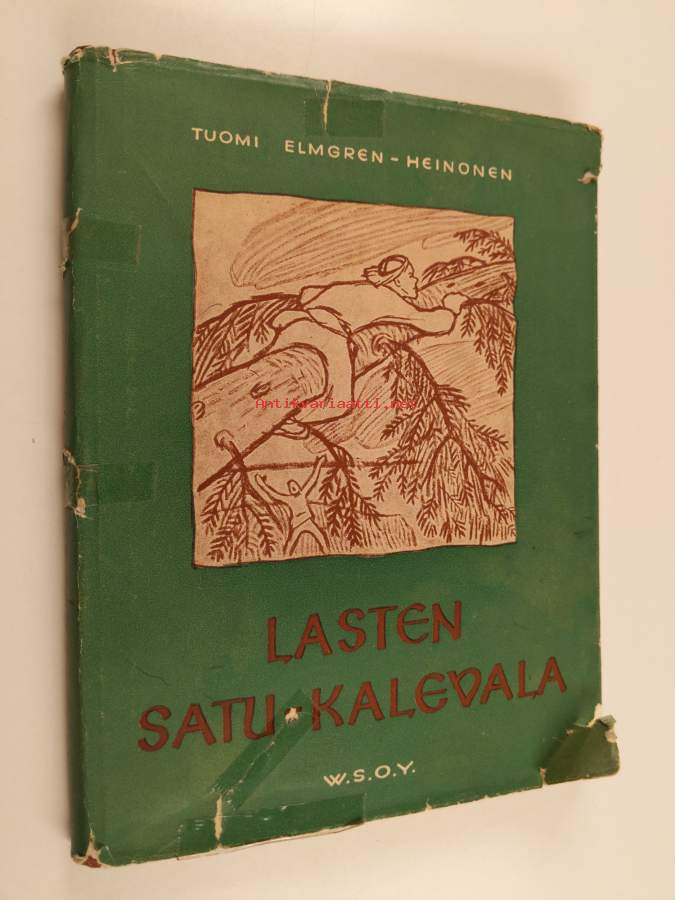 TUOMI ELMGREN-HEINONEN
Antikvariaatti.net
LASTEN
SATU-KALEVALA
W.S.O.Y.